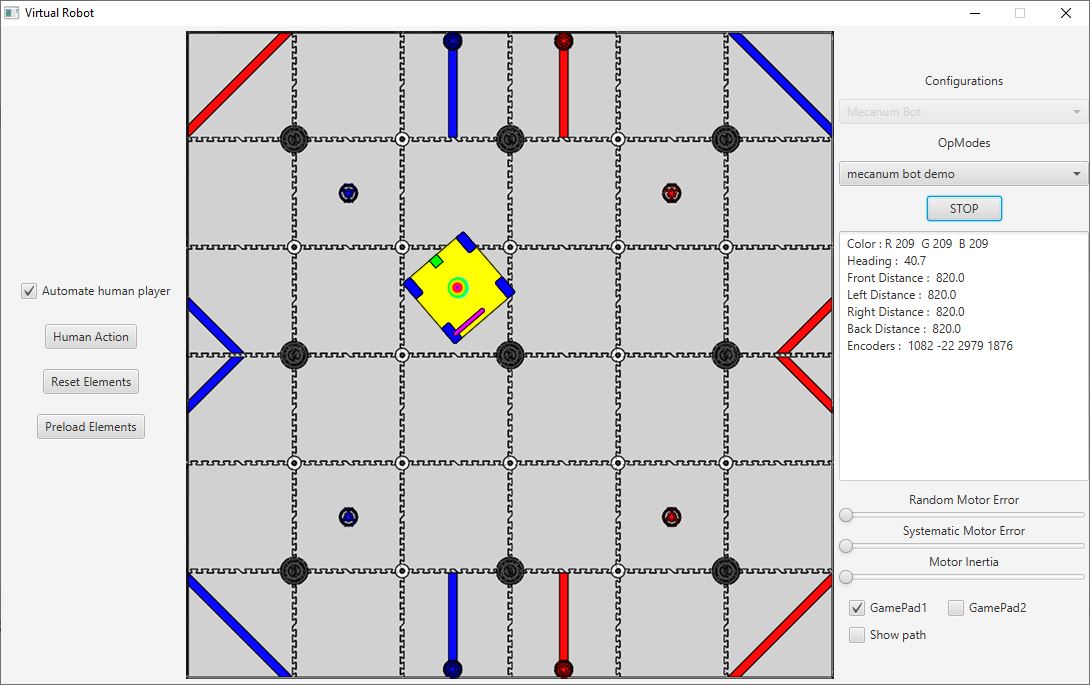 Virtual Robot
Configurations
Mecanum Bot
OpModes
mecanum bot demo
STOP
Color : R 209  G 209  B 209
Heading :  40.7
Front Distance :  820.0
Left Distance :  820.0
Right Distance :  820.0
Back Distance :  820.0
Encoders :  1082 -22 2979 1876
Automate human player
Human Action
Reset Elements
Preload Elements
Random Motor Error
Systematic Motor Error
Motor Inertia
GamePad1 GamePad2
Show path